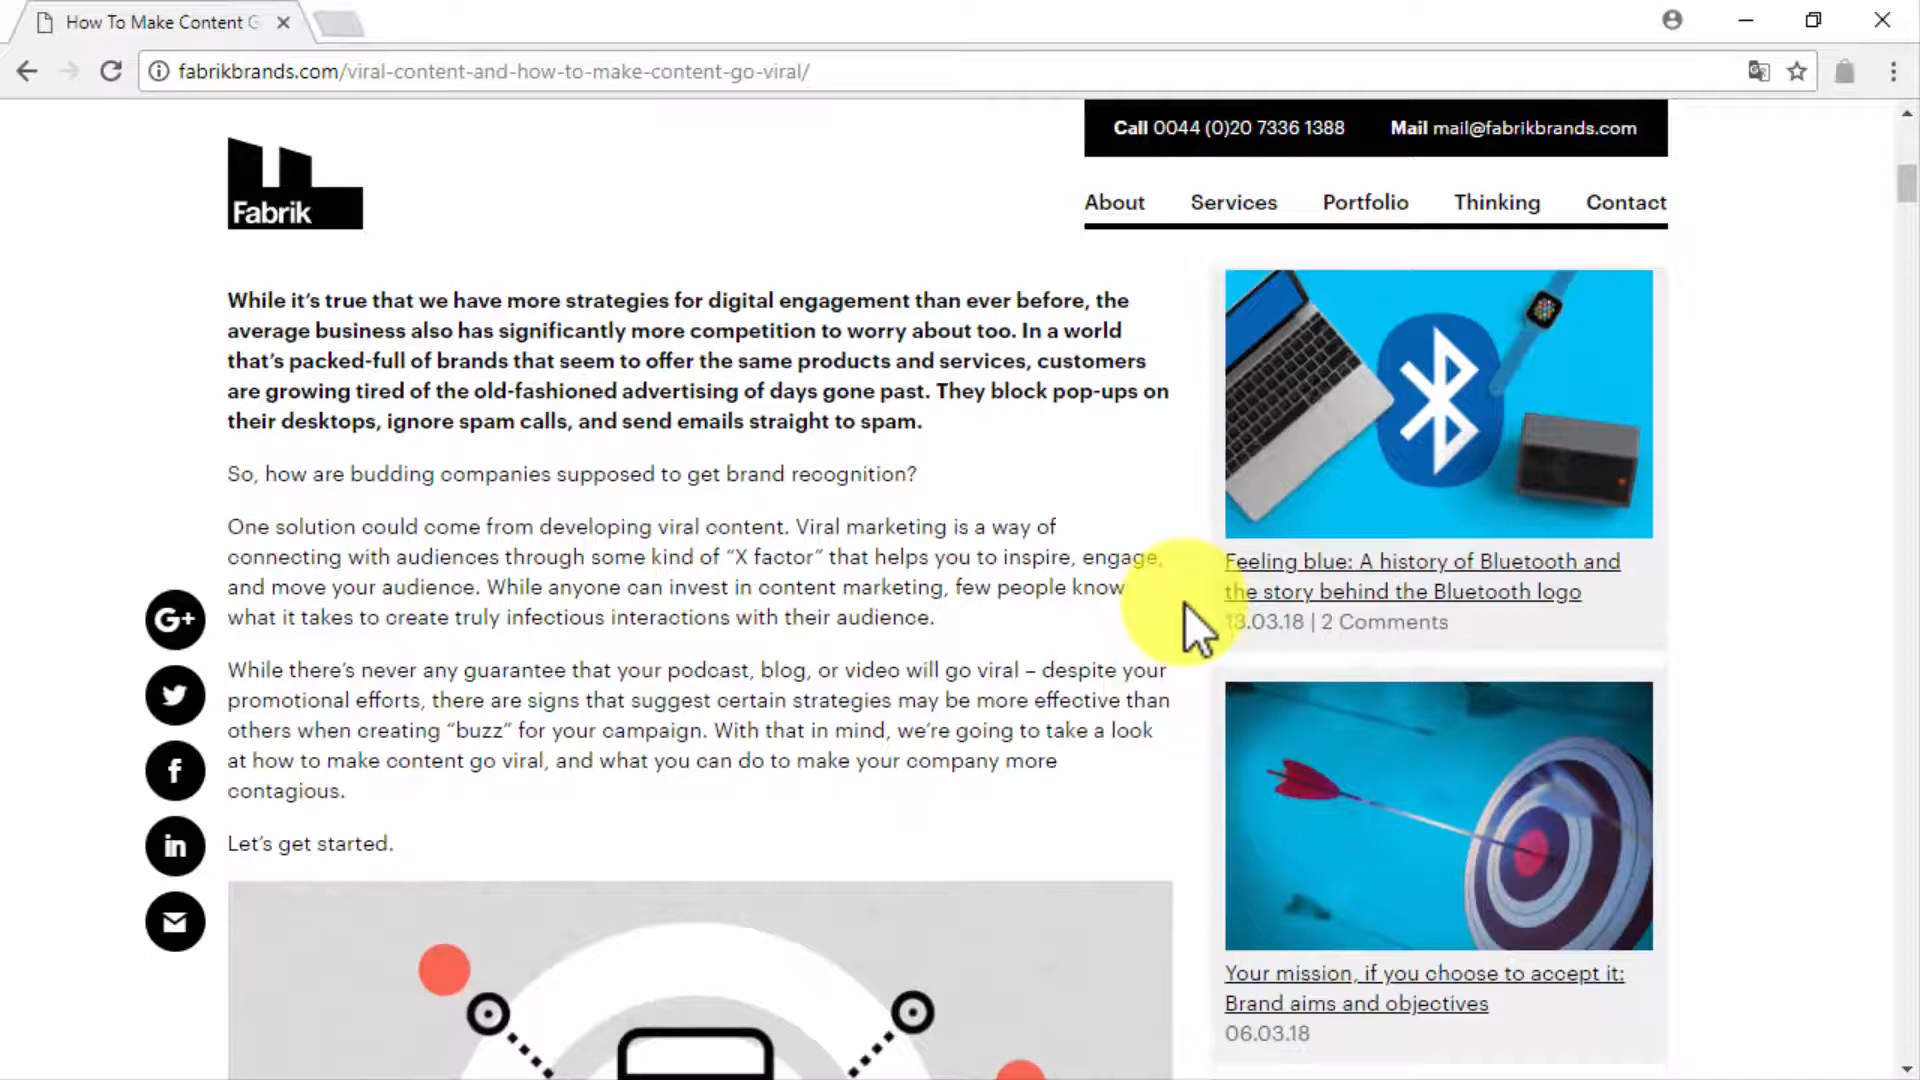 How To Make Content G
fabrikbrands.com/viral-content-and-how-to-make-content-go-viral/
Call 0044 (0)20 7336 1388 Mail mail@fabrikbrands.com
Fabrik
About Services Portfolio Thinking Contact
While it’s true that we have more strategies for digital engagement than ever before, the
average business also has significantly more competition to worry about too. In a world
that’s packed-full of brands that seem to offer the same products and services, customers
are growing tired of the old-fashioned advertising of days gone past. They block pop-ups on
their desktops, ignore spam calls, and send emails straight to spam.
So, how are budding companies supposed to get brand recognition?
One solution could come from developing viral content. Viral marketing is a way of
connecting with audiences through some kind of “X factor” that helps you to inspire, engage,
and move your audience. While anyone can invest in content marketing, few people know
what it takes to create truly infectious interactions with their audience.
While there’s never any guarantee that your podcast, blog, or video will go viral – despite your
promotional efforts, there are signs that suggest certain strategies may be more effective than
others when creating “buzz” for your campaign. With that in mind, we’re going to take a look
at how to make content go viral, and what you can do to make your company more
contagious.
Let’s get started.
G+
f
in
Feeling blue: A history of Bluetooth and
the story behind the Bluetooth logo
13.03.18 | 2 Comments
Your mission, if you choose to accept it:
Brand aims and objectives
06.03.18